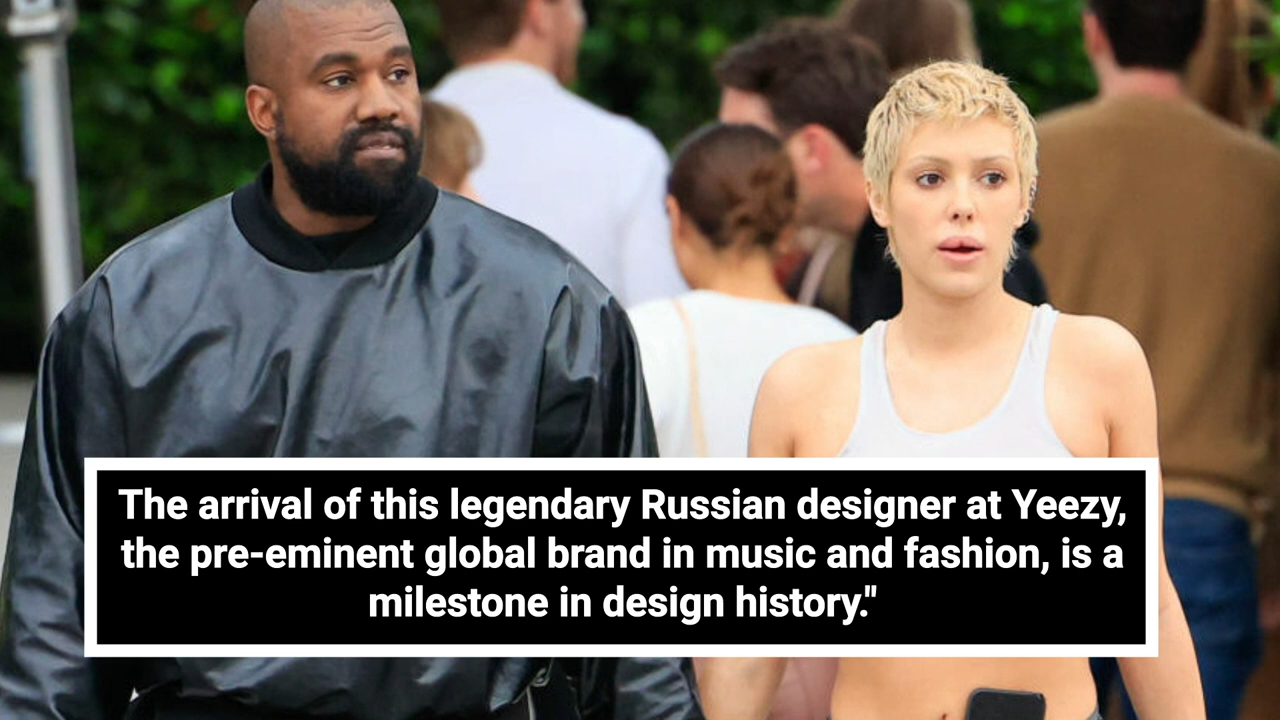 The arrival of this legendary Russian designer at Yeezy,
the pre-eminent global brand in music and fashion, is a
milestone in design history."